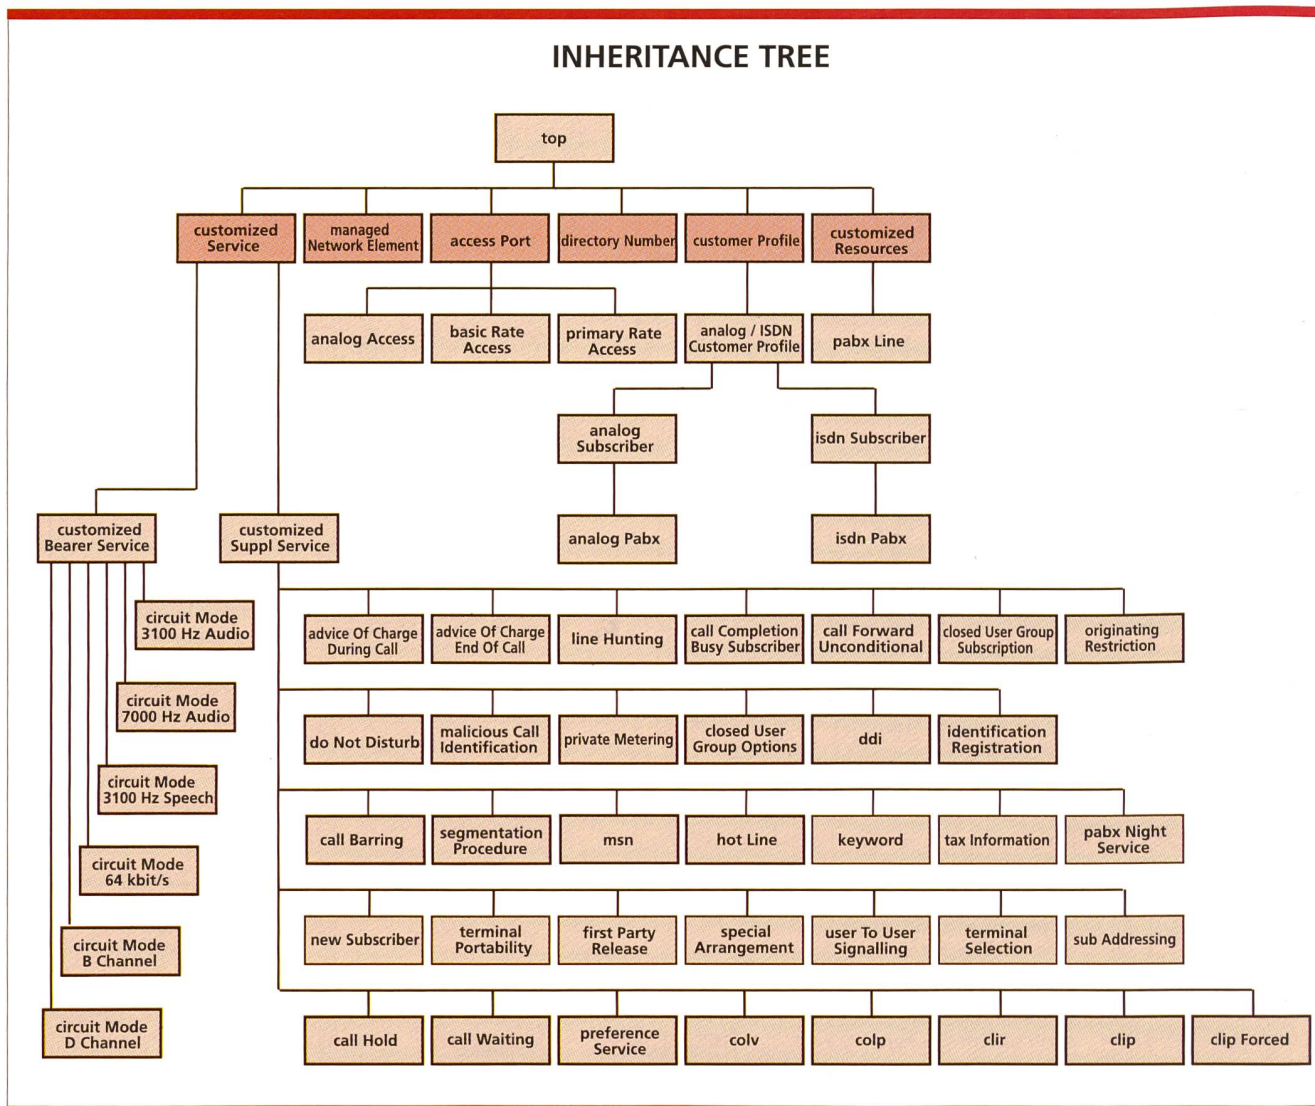 INHERITANCE TREE
top
customized
Service
managed
Network Element
access Port
directory Number
customer Profile
customized
Resources
analog Access
basic Rate
Access
primary Rate
Access
analog / ISDN
Customer Profile
pabx Line
analog
Subscriber
isdn Subscriber
customized
Bearer Service
customized
Suppl Service
analog Pabx
isdn Pabx
circuit Mode
3100 Hz Audio
circuit Mode
7000 Hz Audio
circuit Mode
3100 Hz Speech
circuit Mode
64 kbit/s
circuit Mode
B Channel
circuit Mode
D Channel
advice Of Charge
During Call
advice Of Charge
End Of Call
line Hunting
call Completion
Busy Subscriber
call Forward
Unconditional
closed User Group
Subscription
originating
Restriction
do Not Disturb
malicious Call
Identification
private Metering
closed User
Group Options
ddi
identification
Registration
call Barring
segmentation
Procedure
msn
hot Line
keyword
tax Information
pabx Night
Service
new Subscriber
terminal
Portability
first Party
Release
special
Arrangement
user To User
Signalling
terminal
Selection
sub Addressing
call Hold
call Waiting
preference
Service
colv
colp
clir
clip
clip Forced